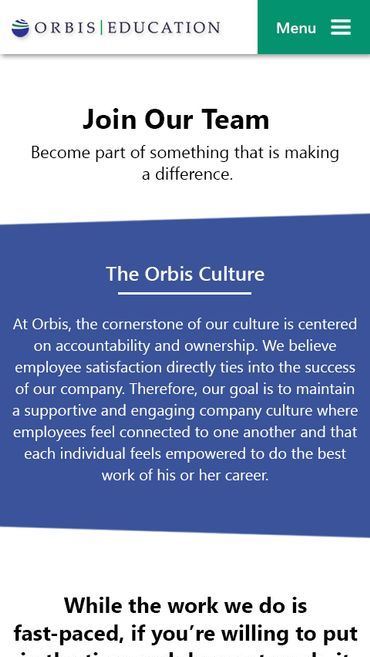 ORBIS|EDUCATION
Menu
Join Our Team
Become part of something that is making
a difference.
The Orbis Culture
At Orbis, the cornerstone of our culture is centered
on accountability and ownership. We believe
employee satisfaction directly ties into the success
of our company. Therefore, our goal is to maintain
a supportive and engaging company culture where
employees feel connected to one another and that
each individual feels empowered to do the best
work of his or her career.
While the work we do is
fast-paced, if you’re willing to put